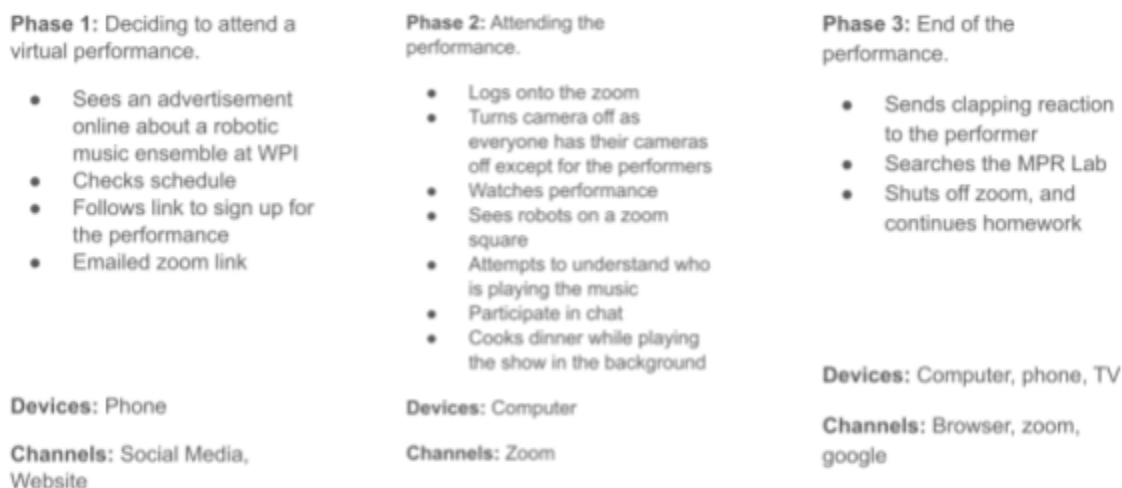 Phase 1: Deciding to attend a
virtual performance.
● Sees an advertisement
online about a robotic
music ensemble at WPI
● Checks schedule
● Follows link to sign up for
the performance
● Emailed zoom link
Devices: Phone
Channels: Social Media,
Website
Phase 2: Attending the
performance.
● Logs onto the zoom
● Turns camera off as
everyone has their cameras
off except for the performers
● Watches performance
● Sees robots on a zoom
square
● Attempts to understand who
is playing the music
● Participate in chat
● Cooks dinner while playing
the show in the background
Devices: Computer
Channels: Zoom
Phase 3: End of the
performance.
● Sends clapping reaction
to the performer
● Searches the MPR Lab
● Shuts off zoom, and
continues homework
Devices: Computer, phone, TV
Channels: Browser, zoom,
google